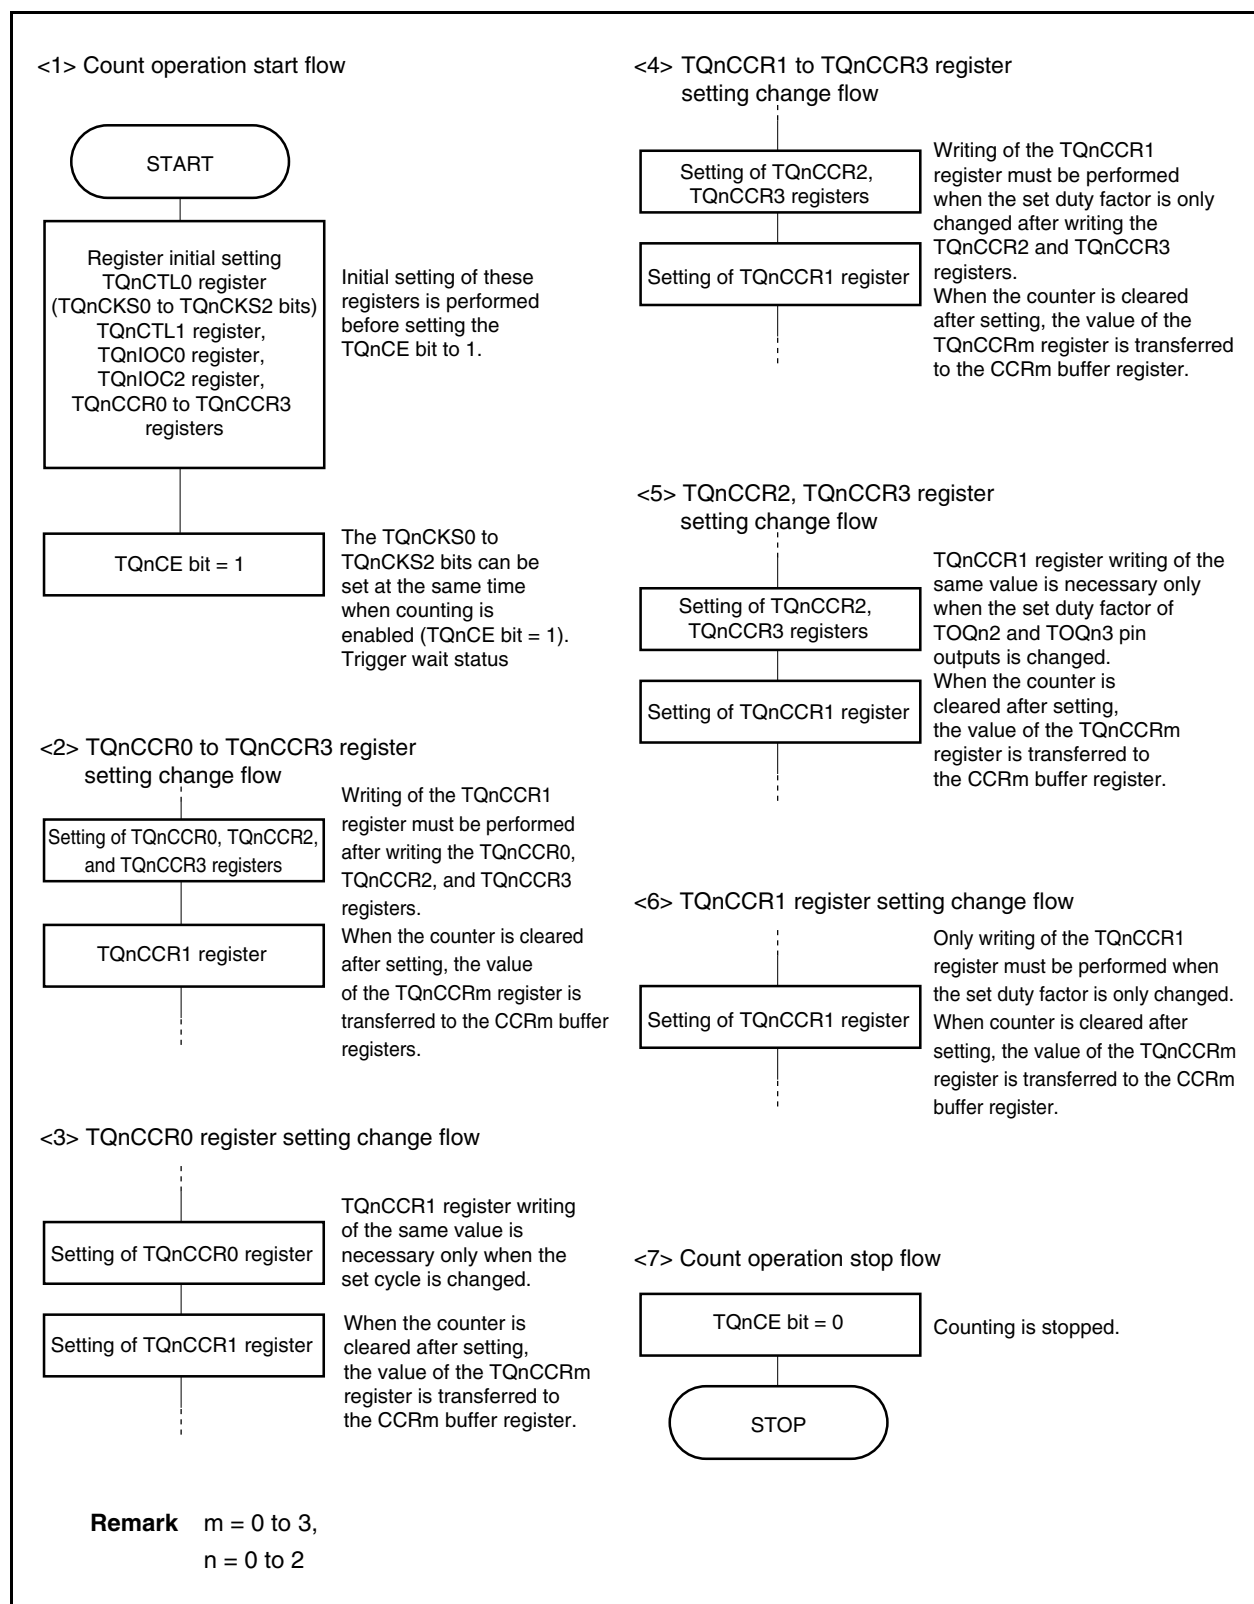 <1> Count operation start flow
START
Register initial setting
TQnCTL0 register
(TQnCKS0 to TQnCKS2 bits)
TQnCTL1 register,
TQnIOC0 register,
TQnIOC2 register,
TQnCCR0 to TQnCCR3
registers
Initial setting of these
registers is performed
before setting the
TQnCE bit to 1.
TQnCE bit = 1
The TQnCKS0 to
TQnCKS2 bits can be
set at the same time
when counting is
enabled (TQnCE bit = 1).
Trigger wait status
<2> TQnCCR0 to TQnCCR3 register
setting change flow
Setting of TQnCCR0, TQnCCR2,
and TQnCCR3 registers
TQnCCR1 register
Writing of the TQnCCR1
register must be performed
after writing the TQnCCR0,
TQnCCR2, and TQnCCR3
registers.
When the counter is cleared
after setting, the value
of the TQnCCRm register is
transferred to the CCRm buffer
registers.
<3> TQnCCR0 register setting change flow
Setting of TQnCCR0 register
Setting of TQnCCR1 register
TQnCCR1 register writing
of the same value is
necessary only when the
set cycle is changed.
When the counter is
cleared after setting,
the value of the TQnCCRm
register is transferred to
the CCRm buffer register.
<4> TQnCCR1 to TQnCCR3 register
setting change flow
Setting of TQnCCR2,
TQnCCR3 registers
Setting of TQnCCR1 register
Writing of the TQnCCR1
register must be performed
when the set duty factor is only
changed after writing the
TQnCCR2 and TQnCCR3
registers.
When the counter is cleared
after setting, the value of the
TQnCCRm register is transferred
to the CCRm buffer register.
<5> TQnCCR2, TQnCCR3 register
setting change flow
Setting of TQnCCR2,
TQnCCR3 registers
Setting of TQnCCR1 register
TQnCCR1 register writing of the
same value is necessary only
when the set duty factor of
TOQn2 and TOQn3 pin
outputs is changed.
When the counter is
cleared after setting,
the value of the TQnCCRm
register is transferred to
the CCRm buffer register.
<6> TQnCCR1 register setting change flow
Setting of TQnCCR1 register
Only writing of the TQnCCR1
register must be performed when
the set duty factor is only changed.
When counter is cleared after
setting, the value of the TQnCCRm
register is transferred to the CCRm
buffer register.
<7> Count operation stop flow
TQnCE bit = 0
Counting is stopped.
STOP
Remark m = 0 to 3,
n = 0 to 2